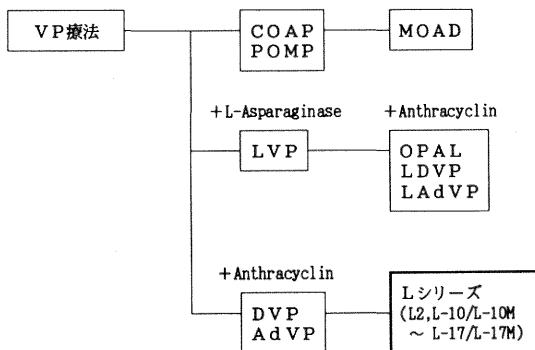 VP療法
COAP
POMP
MOAD
+L-Asparaginase
LVP
+Anthracyclin
OPAL
LDVP
LAdVP
+Anthracyclin
DVP
AdVP
Lシリーズ
(L2,L-10/L-10M
~ L-17/L-17M)